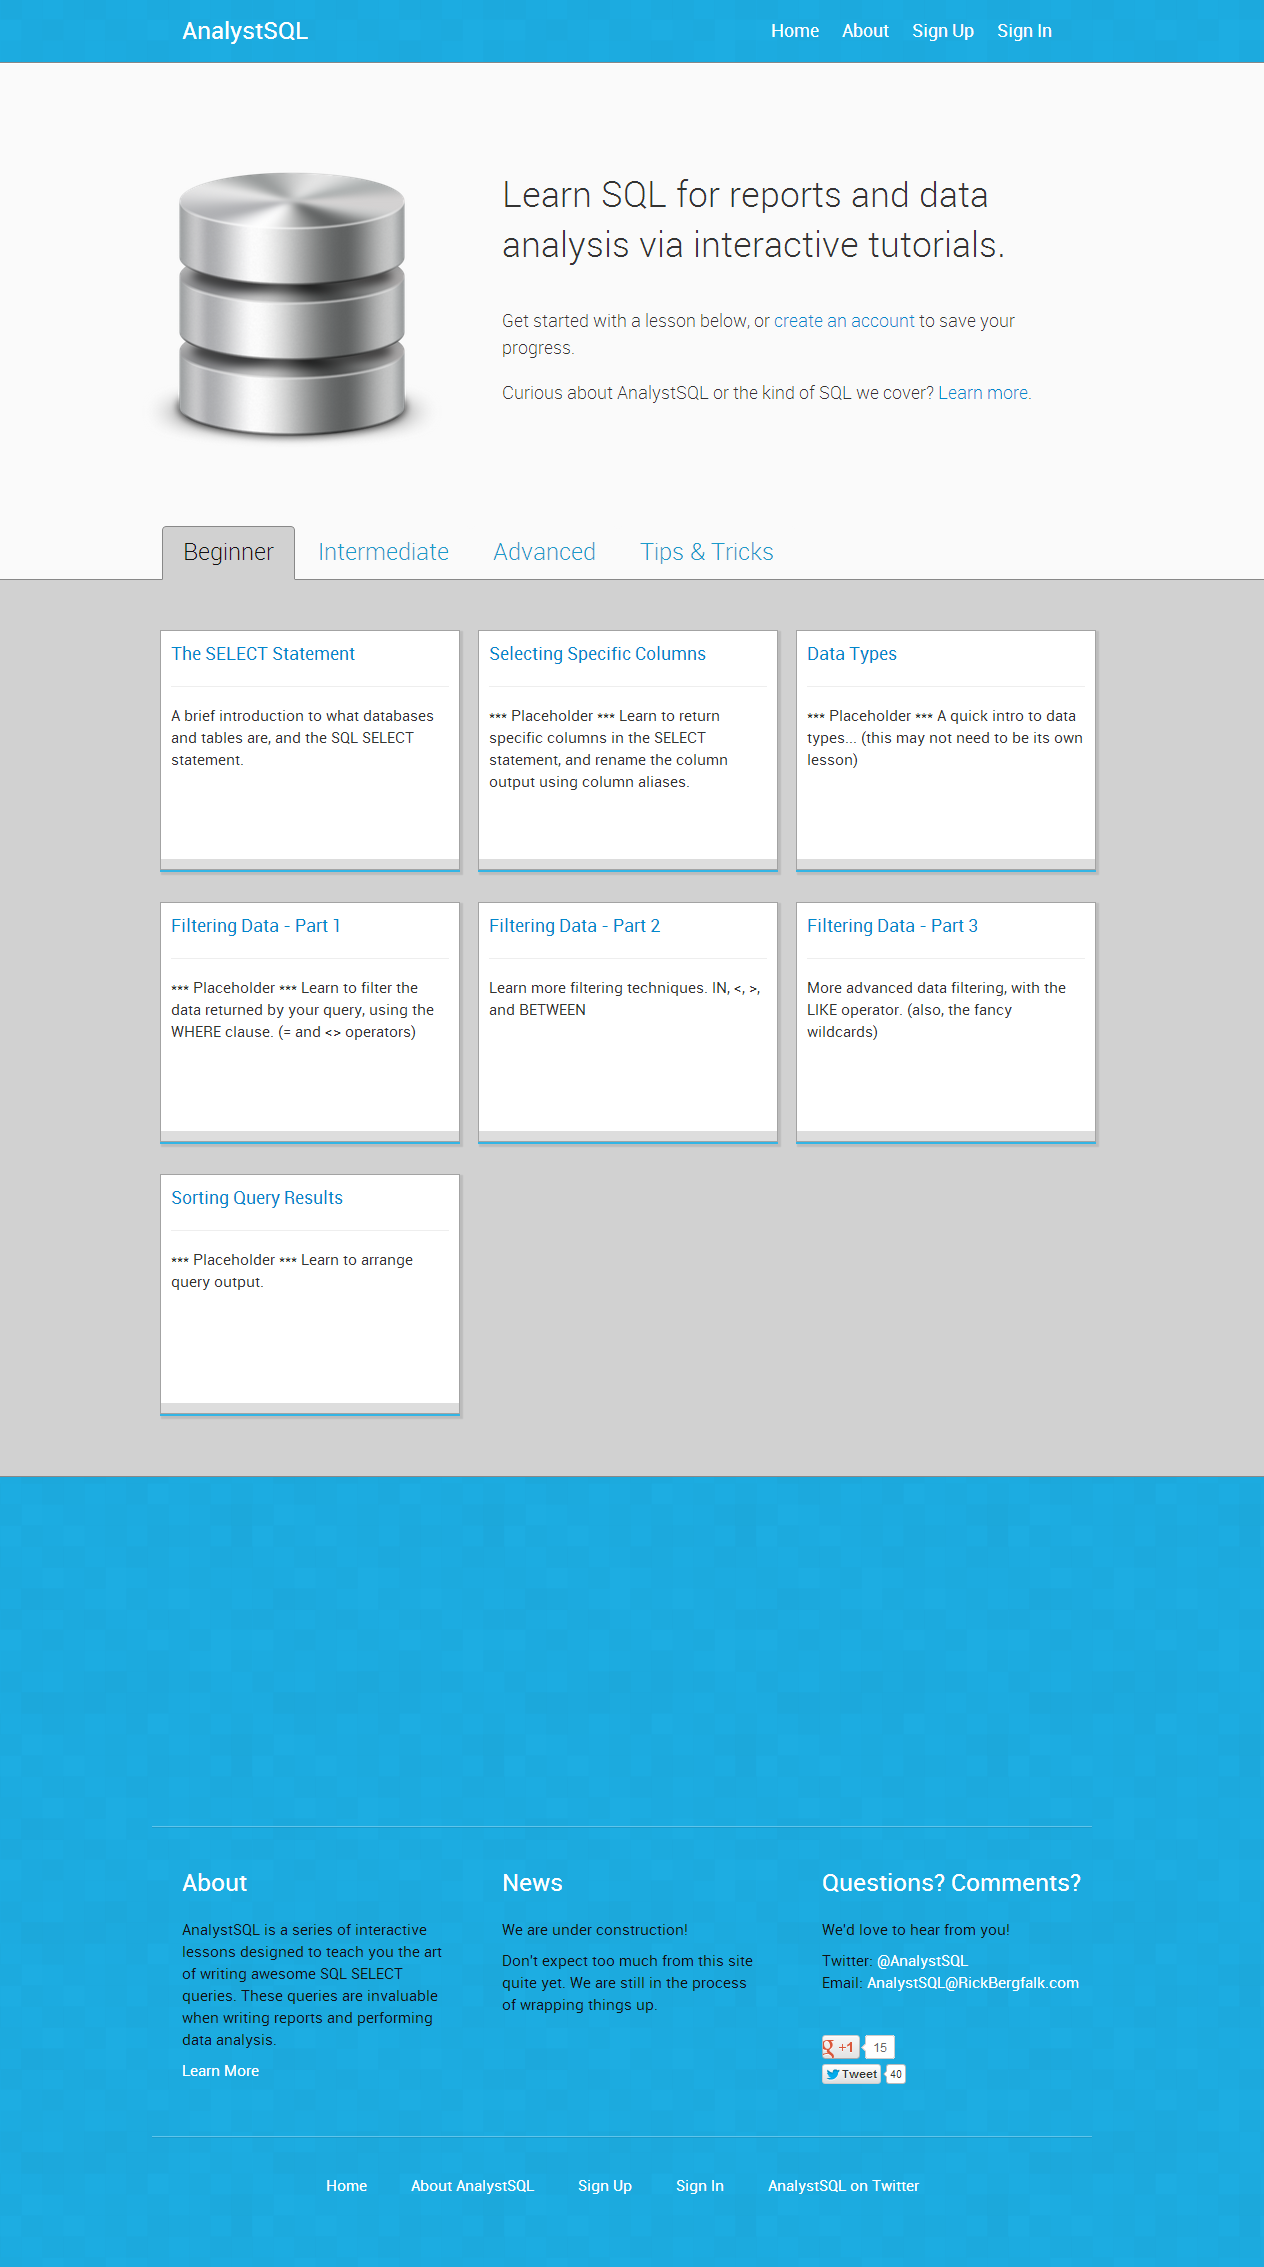 AnalystSQL
Home About Sign Up Sign In
Learn SQL for reports and data
analysis via interactive tutorials.
Get started with a lesson below, or create an account to save your
progress.
Curious about AnalystSQL or the kind of SQL we cover? Learn more.
Beginner Intermediate Advanced Tips & Tricks
The SELECT Statement
A brief introduction to what databases
and tables are, and the SQL SELECT
statement.
Selecting Specific Columns
*** Placeholder *** Learn to return
specific columns in the SELECT
statement, and rename the column
output using column aliases.
Data Types
*** Placeholder *** A quick intro to data
types... (this may not need to be its own
lesson)
Filtering Data - Part 1
*** Placeholder *** Learn to filter the
data returned by your query, using the
WHERE clause. (= and <> operators)
Filtering Data - Part 2
Learn more filtering techniques. IN, <, >,
and BETWEEN
Filtering Data - Part 3
More advanced data filtering, with the
LIKE operator. (also, the fancy
wildcards)
Sorting Query Results
*** Placeholder *** Learn to arrange
query output.
About
AnalystSQL is a series of interactive
lessons designed to teach you the art
of writing awesome SQL SELECT
queries. These queries are invaluable
when writing reports and performing
data analysis.
Learn More
News
We are under construction!
Don't expect too much from this site
quite yet. We are still in the process
of wrapping things up.
Questions? Comments?
We'd love to hear from you!
Twitter: @AnalystSQL
Email: AnalystSQL@RickBergfalk.com
g +1 15
Tweet 40
Home About AnalystSQL Sign Up Sign In AnalystSQL on Twitter